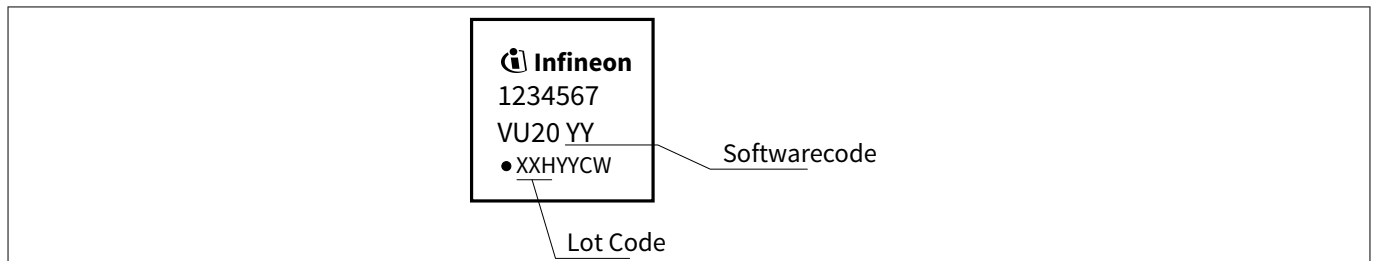 Infineon
1234567
VU20 YY
●XXHYYCW
Softwarecode
Lot Code